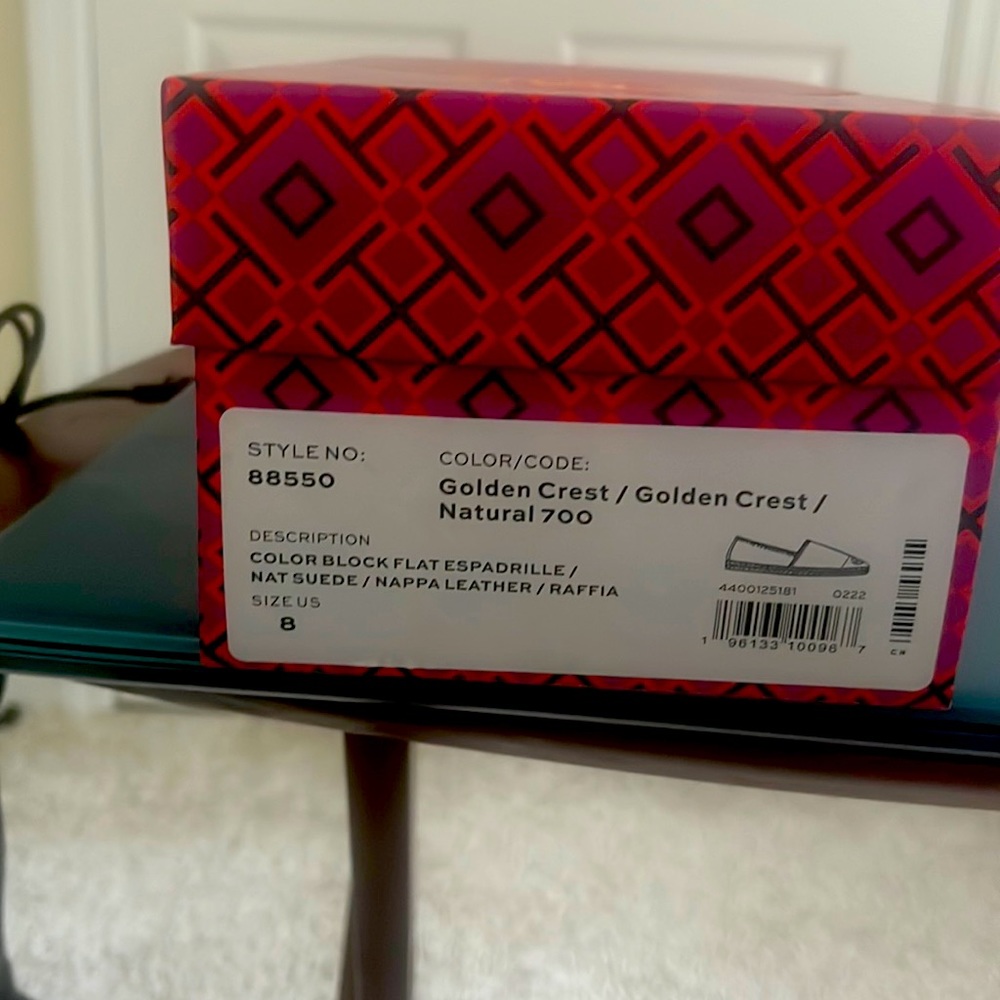 STYLE NO:
88550
COLOR/CODE:
Golden Crest / Golden Crest /
Natural 700
DESCRIPTION
COLOR BLOCK FLAT ESPADRILLE /
NAT SUEDE / NAPPA LEATHER / RAFFIA
SIZE US
8
4400125181 0222
1 96133 10096 7